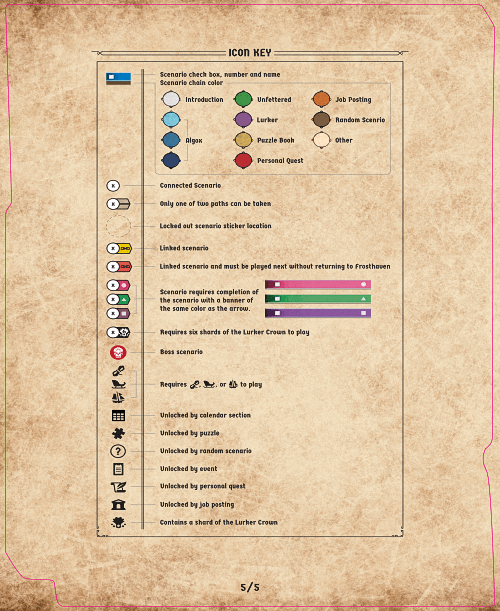 ICON KEY
Scenario check box, number and name
Scenario chain color
Introduction
Unfettered
Job Posting
Lurker
Random Scenrio
Algox
Puzzle Book
Other
Personal Quest
Connected Scenario
Only one of two paths can be taken
Locked out scenario sticker location
Linked scenario
Linked scenario and must be played next without returning to Frosthaven
Scenario requires completion of
the scenario with a banner of
the same color as the arrow.
Requires six shards of the Lurker Crown to play
Boss scenario
Requires , , or to play
Unlocked by calendar section
Unlocked by puzzle
Unlocked by random scenario
Unlocked by event
Unlocked by personal quest
Unlocked by job posting
Contains a shard of the Lurker Crown
5/5